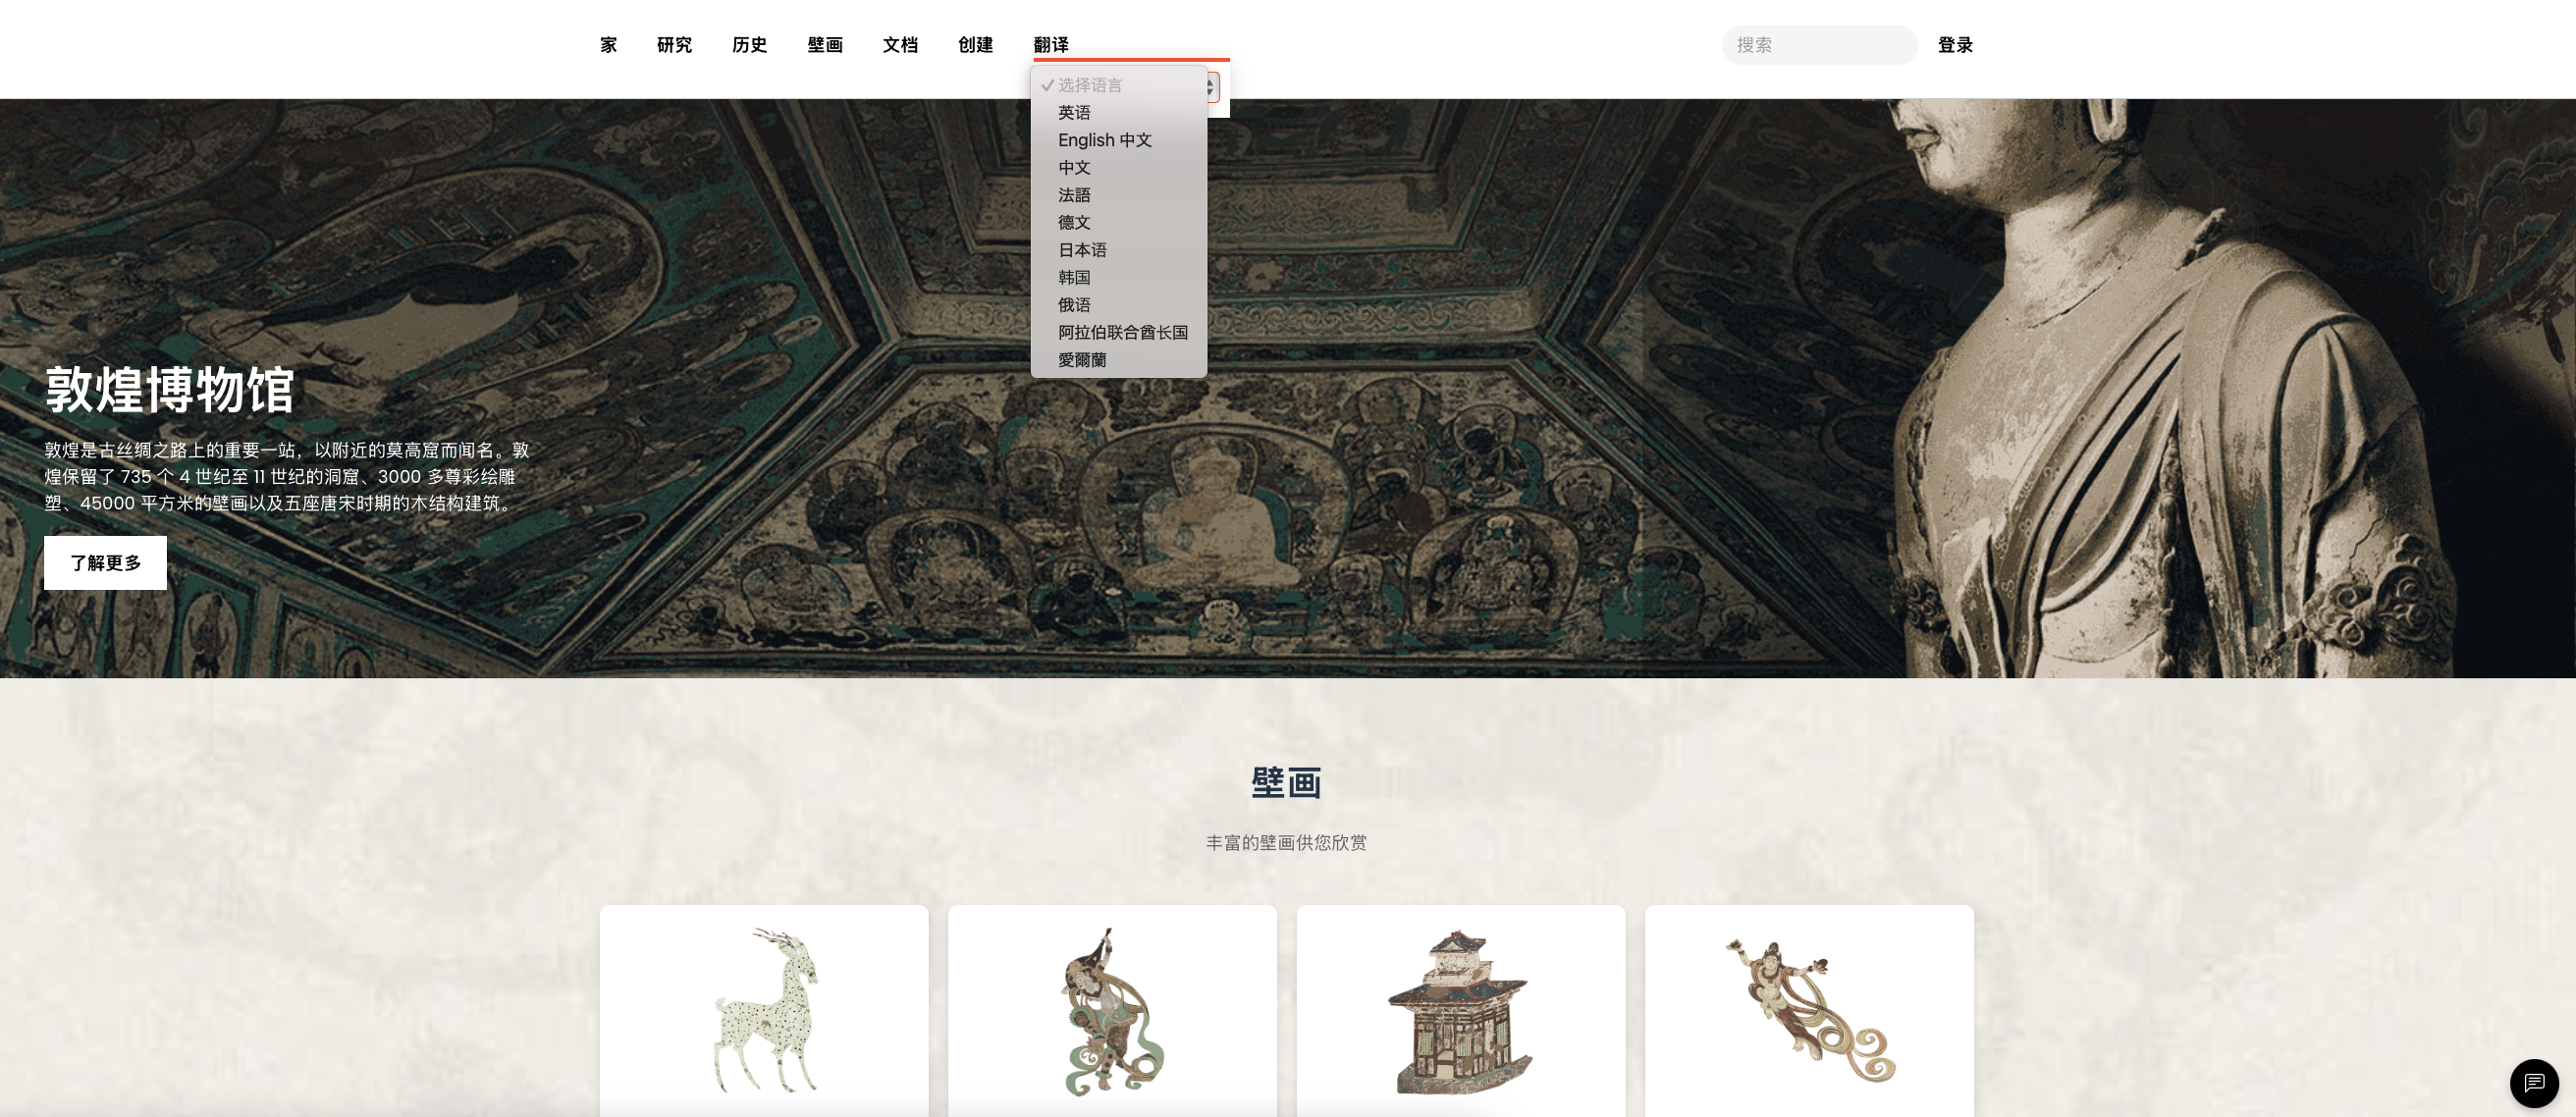 家 研究 历史 壁画 文档 创建 翻译 搜索 登录
选择语言
英语
English 中文
中文
法語
德文
日本语
韩国
俄语
阿拉伯联合酋长国
愛爾蘭
敦煌博物馆
敦煌是古丝绸之路上的重要一站，以附近的莫高窟而闻名。敦
煌保留了 735 个 4 世纪至 11 世纪的洞窟、3000 多尊彩绘雕
塑、45000 平方米的壁画以及五座唐宋时期的木结构建筑。
了解更多
壁画
丰富的壁画供您欣赏